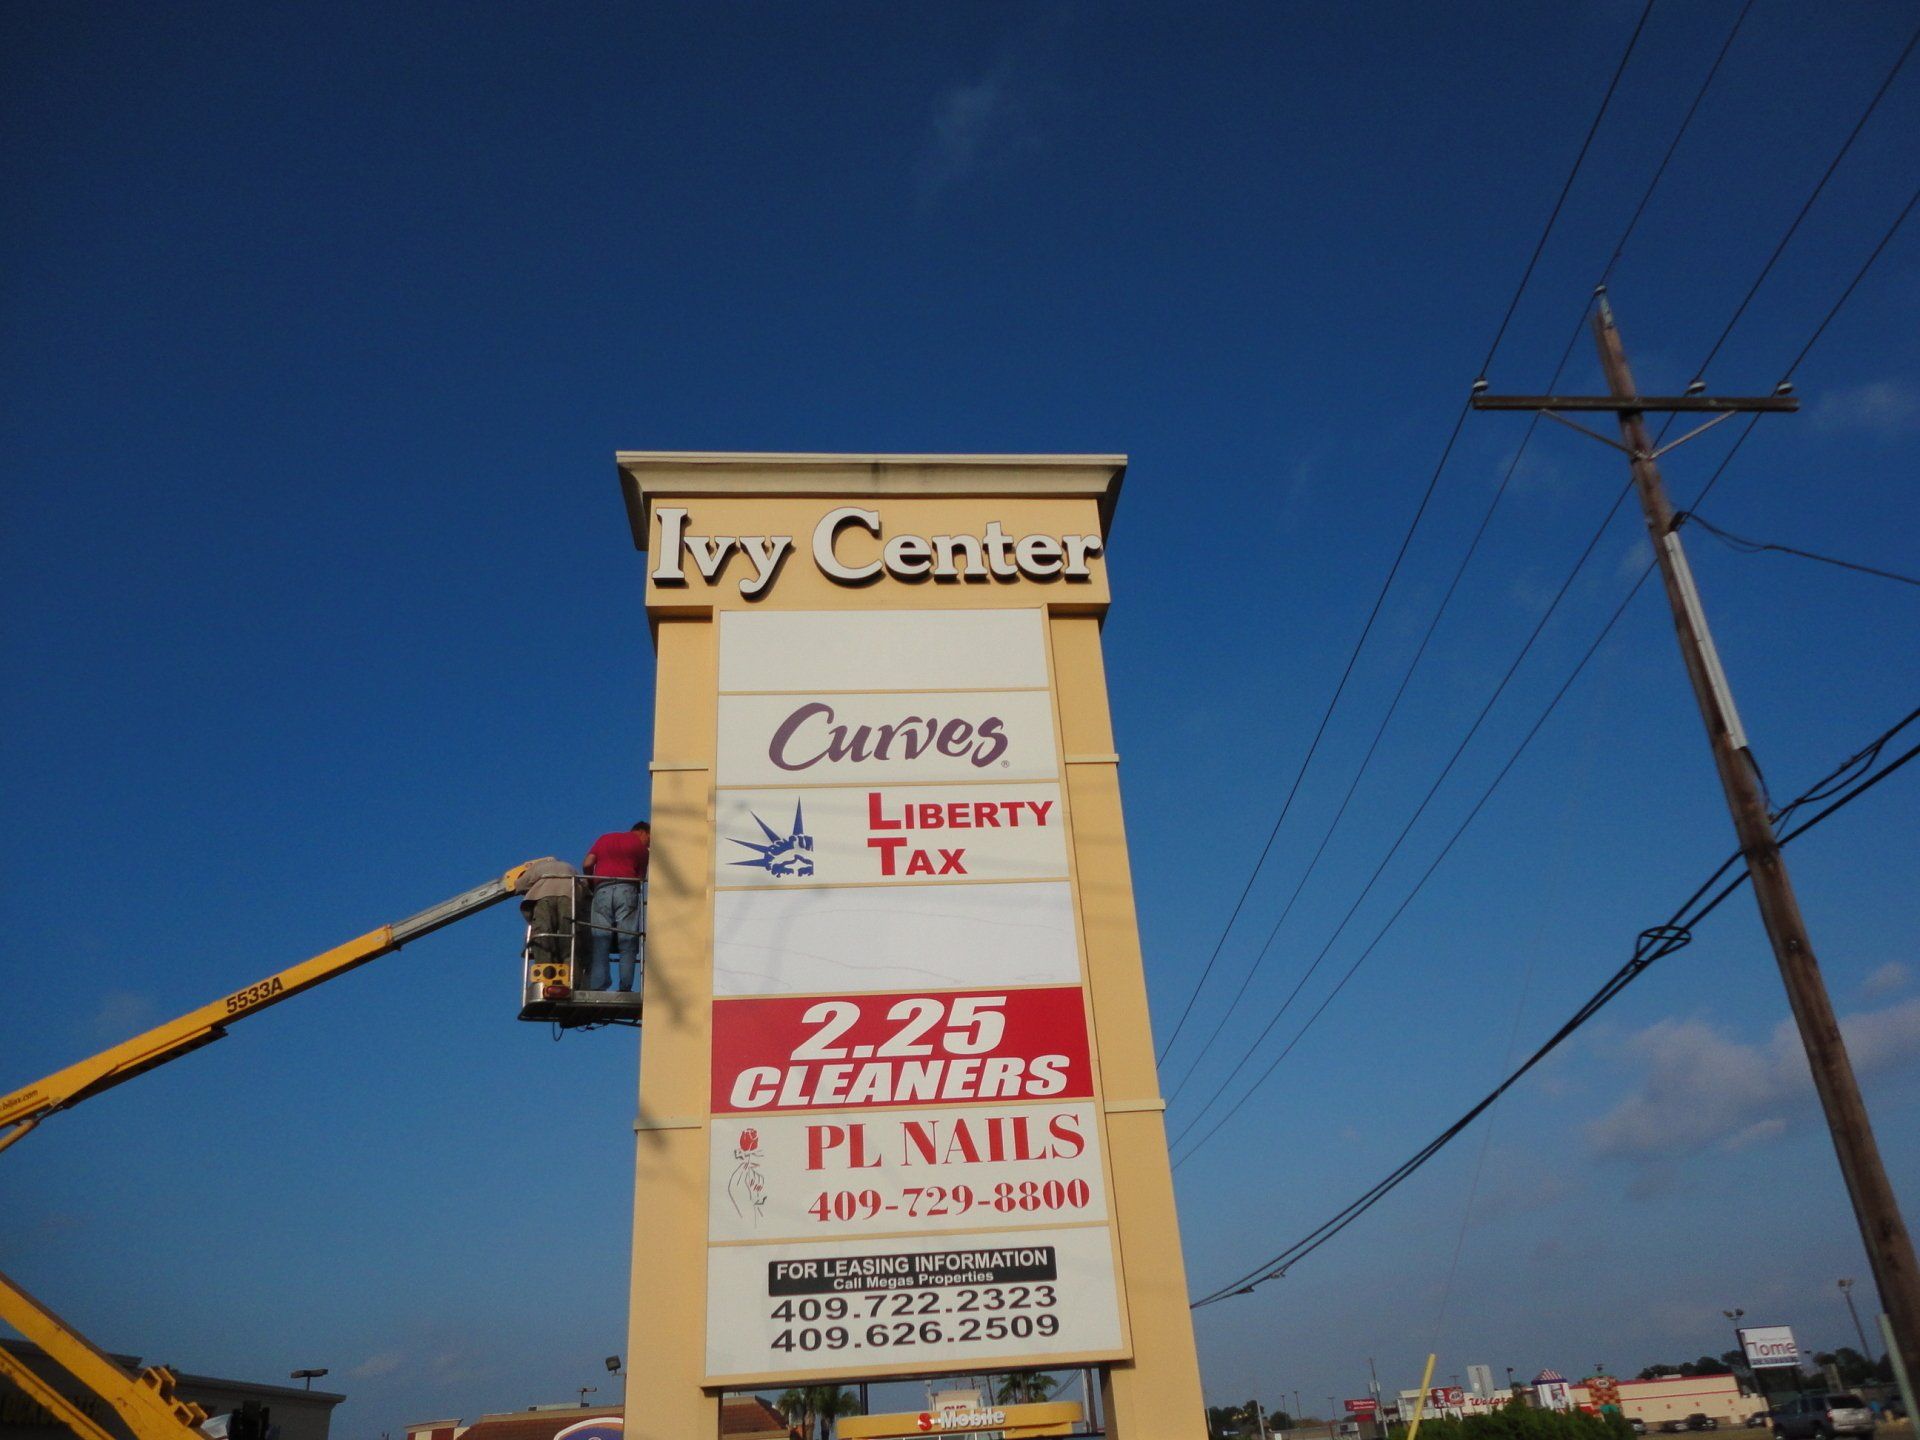 Ivy Center
Curves
LIBERTY
TAX
2.25
CLEANERS
PL NAILS
409-729-8800
FOR LEASING INFORMATION
Call Megas Properties
409.722.2323
409.626.2509
5533A
Mobile
Tome